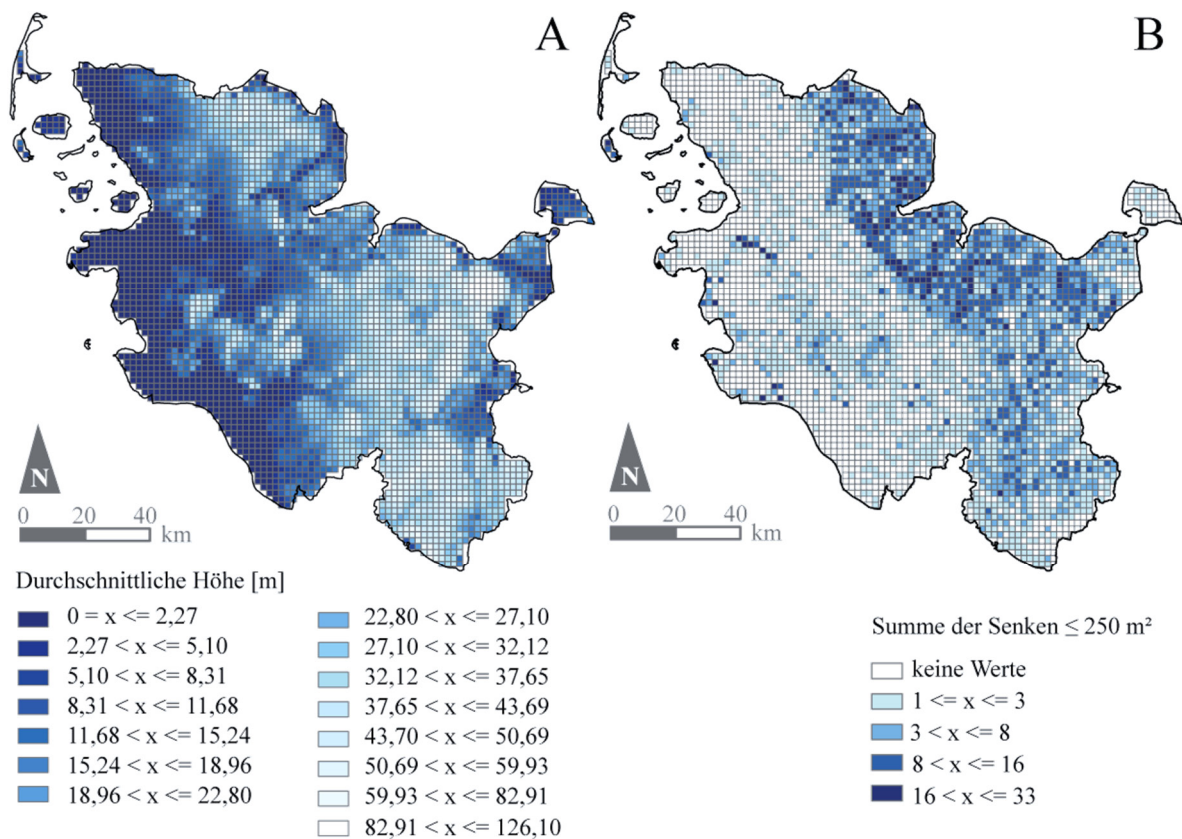 A
B
N
0 20 40
km
N
0 20 40
km
Durchschnittliche Höhe [m]
0 = x <= 2,27
2,27 < x <= 5,10
5,10 < x <= 8,31
8,31 < x <= 11,68
11,68 < x <= 15,24
15,24 < x <= 18,96
18,96 < x <= 22,80
22,80 < x <= 27,10
27,10 < x <= 32,12
32,12 < x <= 37,65
37,65 < x <= 43,69
43,70 < x <= 50,69
50,69 < x <= 59,93
59,93 < x <= 82,91
82,91 < x <= 126,10
Summe der Senken ≤ 250 m²
keine Werte
1 <= x <= 3
3 < x <= 8
8 < x <= 16
16 < x <= 33